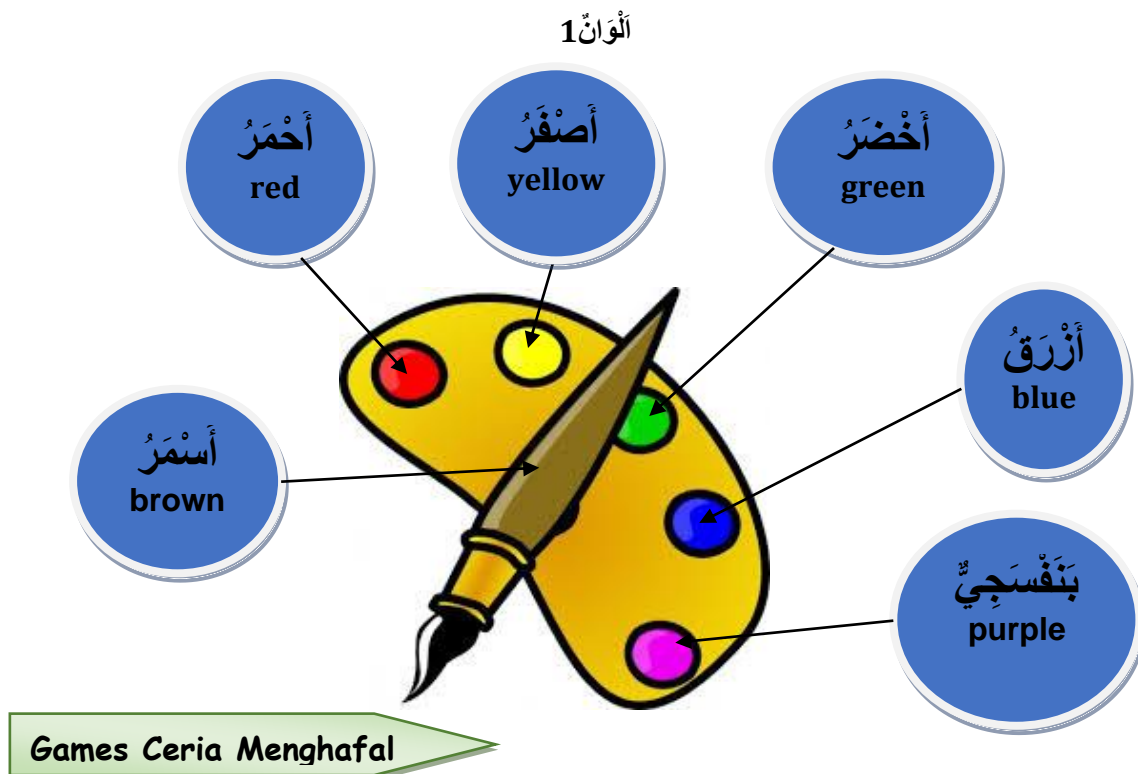 اَلْوَانٌ1
أَحْمَرُ
red
أَصْفَرُ
yellow
أَخْضَرُ
green
أَزْرَقُ
blue
أَسْمَرُ
brown
بَنَفْسَجِيٌّ
purple
Games Ceria Menghafal